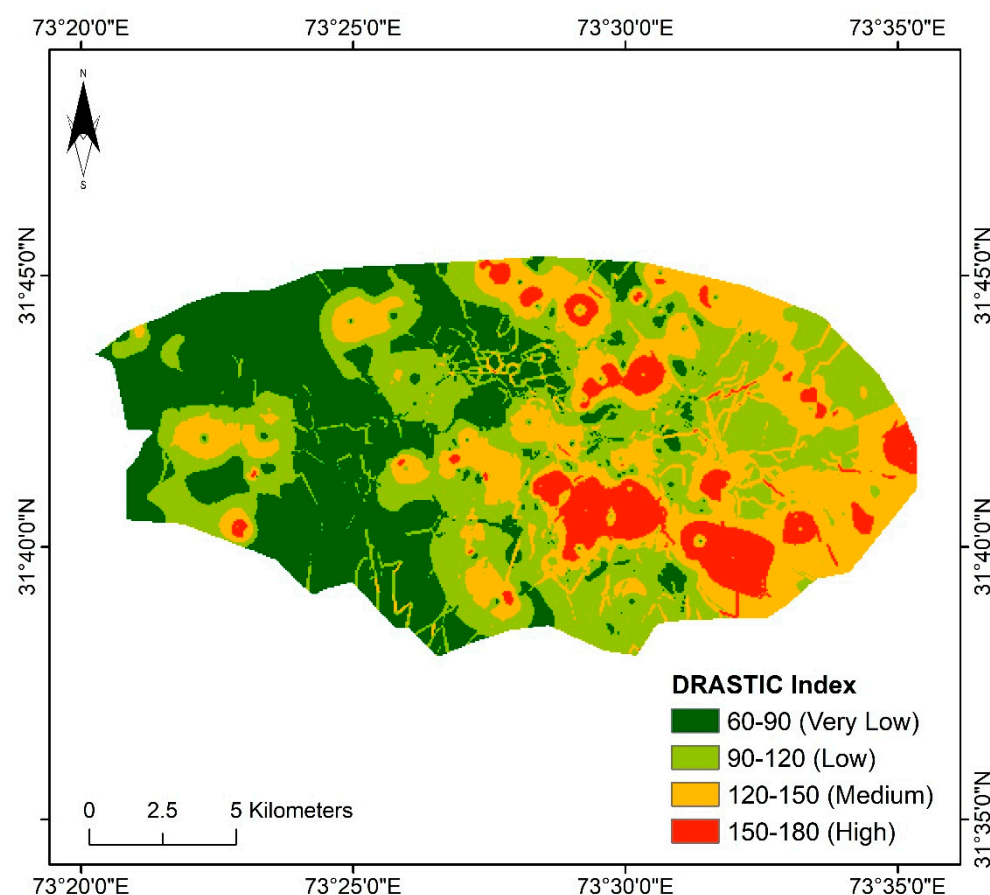 73°20'0"E 73°25'0"E 73°30'0"E 73°35'0"E
N
S
31°45'0"N 31°45'0"N
31°40'0"N 31°40'0"N
DRASTIC Index
60-90 (Very Low)
90-120 (Low)
120-150 (Medium)
150-180 (High)
0 2.5 5 Kilometers
31°35'0"N 31°35'0"N
73°20'0"E 73°25'0"E 73°30'0"E 73°35'0"E